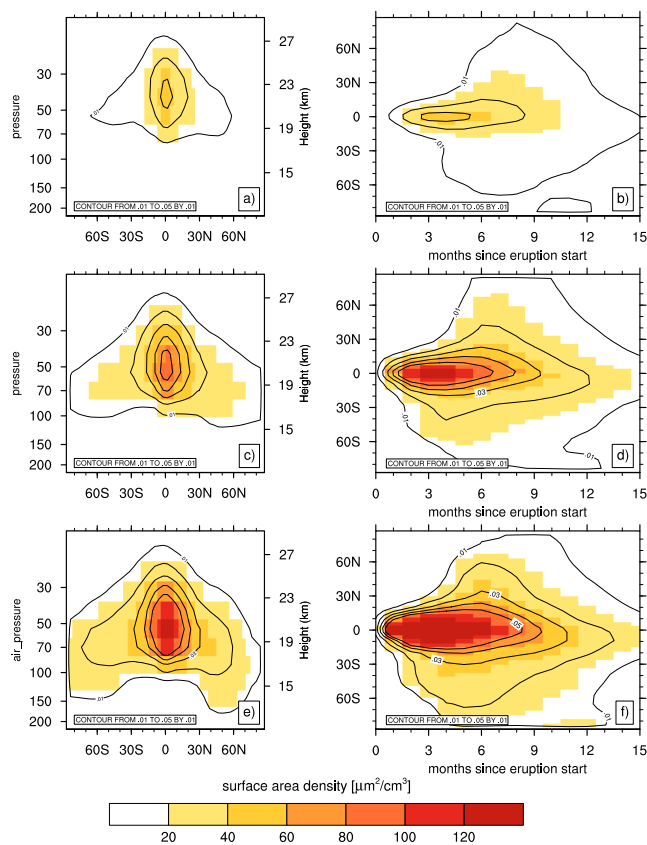 30
50
70
100
150
200
pressure
27
23
19
15
Height (km)
.01
CONTOUR FROM .01 TO .05 BY .01
a)
60S 30S 0 30N 60N
60N
30N
0
30S
60S
.01
.01
CONTOUR FROM .01 TO .05 BY .01
b)
0 3 6 9 12 15
months since eruption start
30
50
70
100
150
200
pressure
27
23
19
15
Height (km)
.01
.01
CONTOUR FROM .01 TO .05 BY .01
c)
60S 30S 0 30N 60N
60N
30N
0
30S
60S
.01
.03
.01
CONTOUR FROM .01 TO .05 BY .01
d)
0 3 6 9 12 15
months since eruption start
30
50
70
100
150
200
air_pressure
27
23
19
15
Height (km)
.01
.03
.01
CONTOUR FROM .01 TO .05 BY .01
e)
60S 30S 0 30N 60N
60N
30N
0
30S
60S
.01
.03
.05
.03
.01
CONTOUR FROM .01 TO .05 BY .01
f)
0 3 6 9 12 15
months since eruption start
surface area density [μm²/cm³]
20 40 60 80 100 120